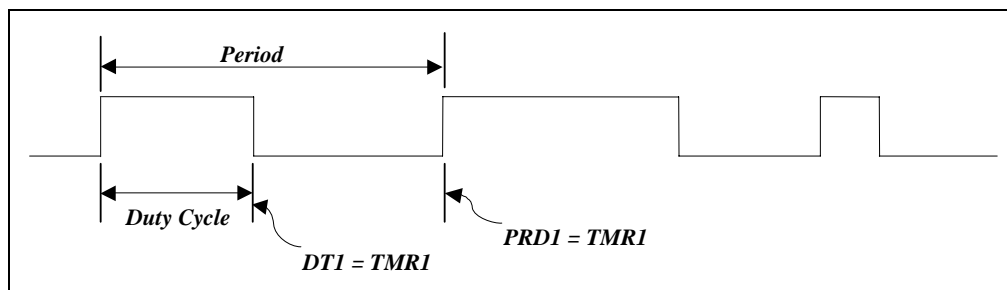 Period
Duty Cycle
PRD1 = TMR1
DT1 = TMR1